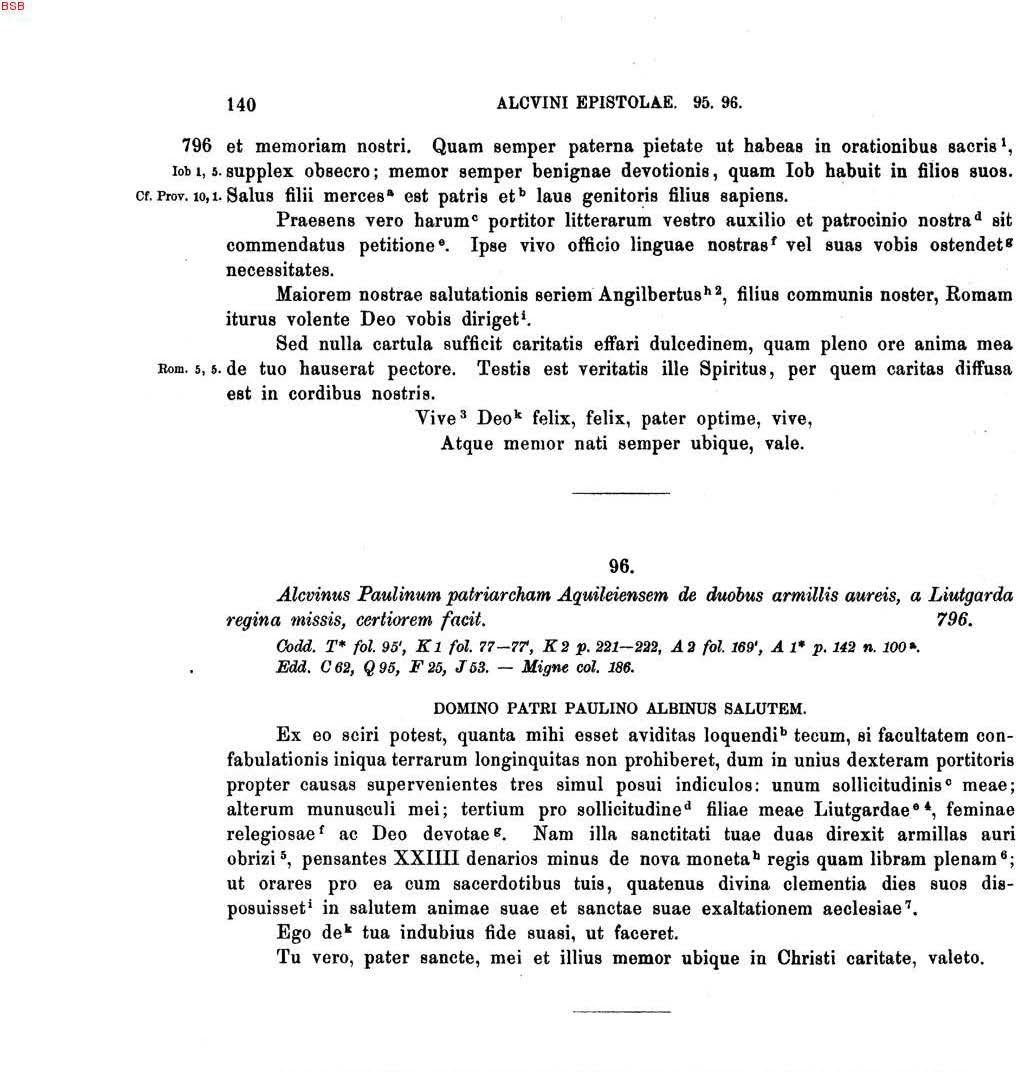 BSB
140 ALCVINI EPISTOLAE. 95. 96.
796 et memoriam nostri. Quam semper paterna pietate ut habeas in orationibus sacris ¹,
Iob 1, 5. supplex obsecro; memor semper benignae devotionis, quam Iob habuit in filios suos.
Cf. Prov. 10,1. Salus filii merces ᵃ est patris et ᵇ laus genitoris filius sapiens.
Praesens vero harum ᶜ portitor litterarum vestro auxilio et patrocinio nostra ᵈ sit
commendatus petitione ᵉ. Ipse vivo officio linguae nostras ᶠ vel suas vobis ostendet ᵍ
necessitates.
Maiorem nostrae salutationis seriem Angilbertus ʰ ², filius communis noster, Romam
iturus volente Deo vobis diriget ⁱ.
Sed nulla cartula sufficit caritatis effari dulcedinem, quam pleno ore anima mea
Rom. 5, 5. de tuo hauserat pectore. Testis est veritatis ille Spiritus, per quem caritas diffusa
est in cordibus nostris.
Vive ³ Deo ᵏ felix, felix, pater optime, vive,
Atque memor nati semper ubique, vale.
96.
Alcvinus Paulinum patriarcham Aquileiensem de duobus armillis aureis, a Liutgarda
regina missis, certiorem facit. 796.
Codd. T* fol. 95', K 1 fol. 77—77', K 2 p. 221—222, A 2 fol. 169', A 1* p. 142 n. 100 ᵃ.
Edd. C 62, Q 95, F 25, J 53. — Migne col. 186.
DOMINO PATRI PAULINO ALBINUS SALUTEM.
Ex eo sciri potest, quanta mihi esset aviditas loquendi ᵇ tecum, si facultatem con-
fabulationis iniqua terrarum longinquitas non prohiberet, dum in unius dexteram portitoris
propter causas supervenientes tres simul posui indiculos: unum sollicitudinis ᶜ meae;
alterum munusculi mei; tertium pro sollicitudine ᵈ filiae meae Liutgardae ᵉ ⁴, feminae
relegiosae ᶠ ac Deo devotae ᵍ. Nam illa sanctitati tuae duas direxit armillas auri
obrizi ⁵, pensantes XXIIII denarios minus de nova moneta ʰ regis quam libram plenam ⁶;
ut orares pro ea cum sacerdotibus tuis, quatenus divina clementia dies suos dis-
posuisset ⁱ in salutem animae suae et sanctae suae exaltationem aeclesiae ⁷.
Ego de ᵏ tua indubius fide suasi, ut faceret.
Tu vero, pater sancte, mei et illius memor ubique in Christi caritate, valeto.